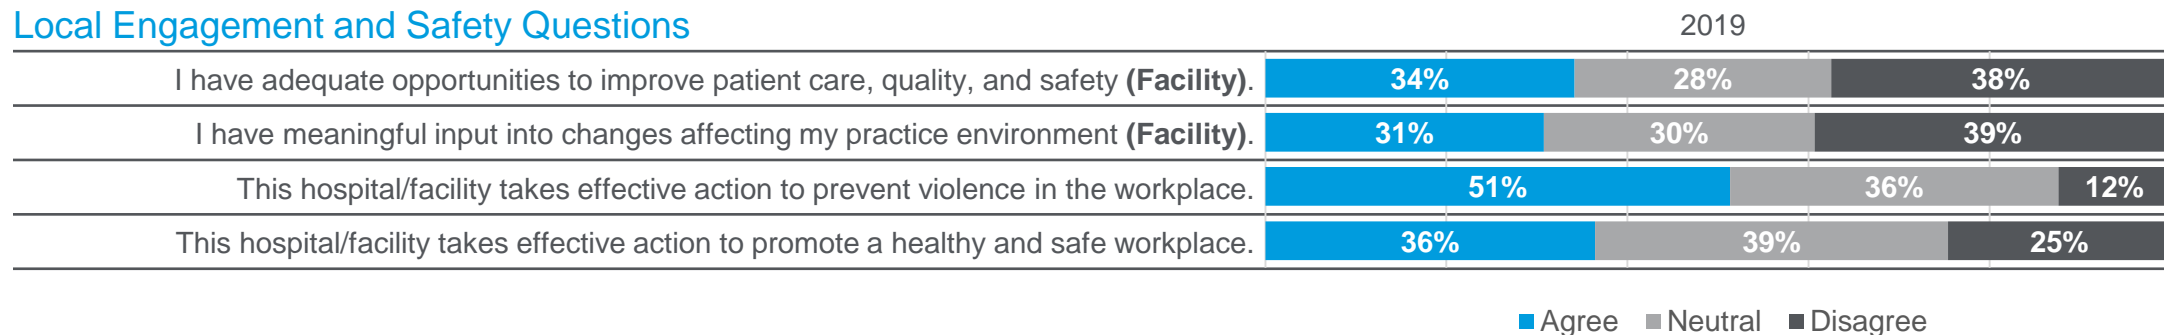 Local Engagement and Safety Questions 2019
I have adequate opportunities to improve patient care, quality, and safety (Facility). 34% 28% 38%
I have meaningful input into changes affecting my practice environment (Facility). 31% 30% 39%
This hospital/facility takes effective action to prevent violence in the workplace. 51% 36% 12%
This hospital/facility takes effective action to promote a healthy and safe workplace. 36% 39% 25%
Agree Neutral Disagree